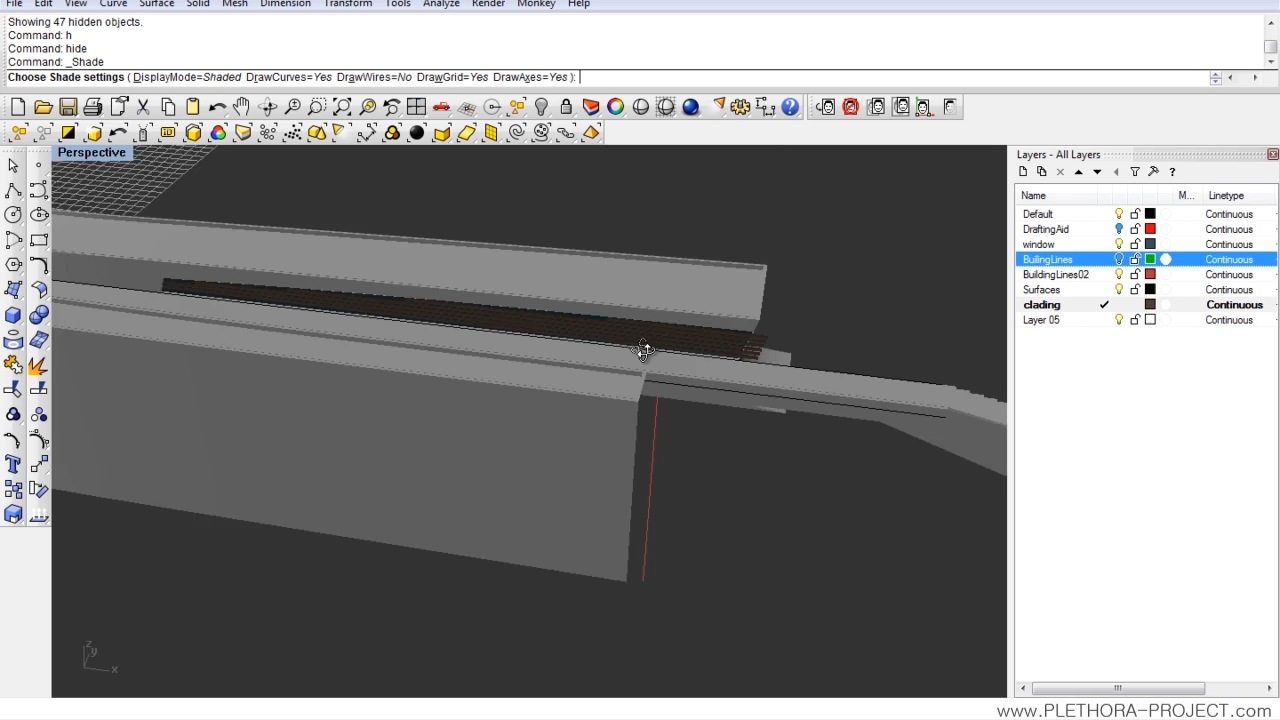 File Edit View Curve Surface Solid Mesh Dimension Transform Tools Analyze Render Monkey Help
Showing 47 hidden objects.
Command: h
Command: hide
Command: _Shade
Choose Shade settings ( DisplayMode=Shaded DrawCurves=Yes DrawWires=No DrawGrid=Yes DrawAxes=Yes ):
Perspective
Layers - All Layers
Name M... Linetype
Default Continuous
DraftingAid Continuous
window Continuous
BuilingLines Continuous
BuildingLines02 Continuous
Surfaces Continuous
clading Continuous
Layer 05 Continuous
z
y
x
www.PLETHORA-PROJECT.com